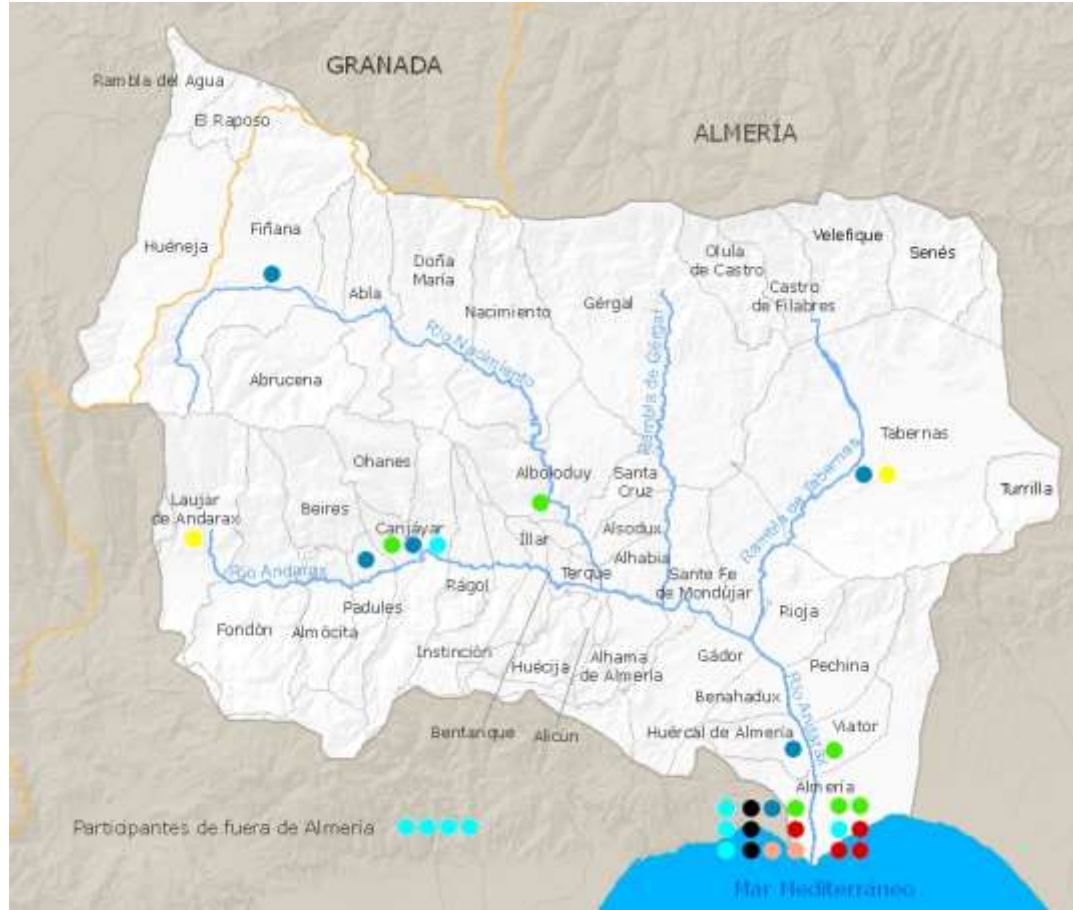 GRANADA
Rambla del Agua
El Raposo
ALMERÍA
Fiñana
Huéneja
Velefique
Senés
Olula
de Castro
Doña
María
Castro
de Filabres
Abla
Nacimiento
Gérgal
Río Nacimiento
Rambla de Gérgar
Abrucena
Tabernas
Rambla de Tabernas
Ohanes
Alboloduy
Santa
Cruz
Turrilla
Laujar
de Andarax
Beires
Canjáyar
Alsodux
Íllar
Alhabia
Río Andarax
Terque
Sante Fe
de Mondújar
Rágol
Padules
Rioja
Fondón
Almócita
Instinción
Huécija
Alhama
de Almería
Gádor
Pechina
Benahadux
Río Andarax
Bentarique
Alicún
Huércal de Almería
Viator
Almería
Participantes de fuera de Almería
Mar Mediterráneo